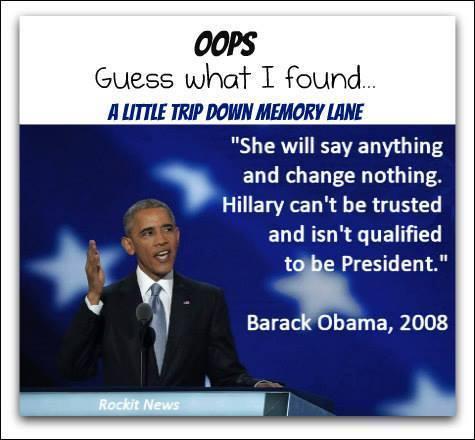 OOPS
Guess what I found...
A LITTLE TRIP DOWN MEMORY LANE
"She will say anything
and change nothing.
Hillary can't be trusted
and isn't qualified
to be President."
Barack Obama, 2008
Rockit News